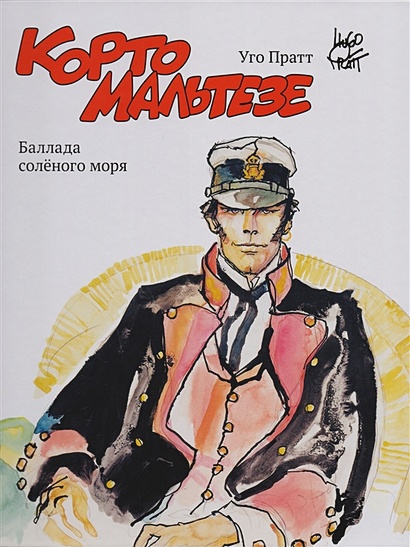 КОРТО
МАЛЬТЕЗЕ
Уго Пратт
HUGO
PRATT
Баллада
солёного моря